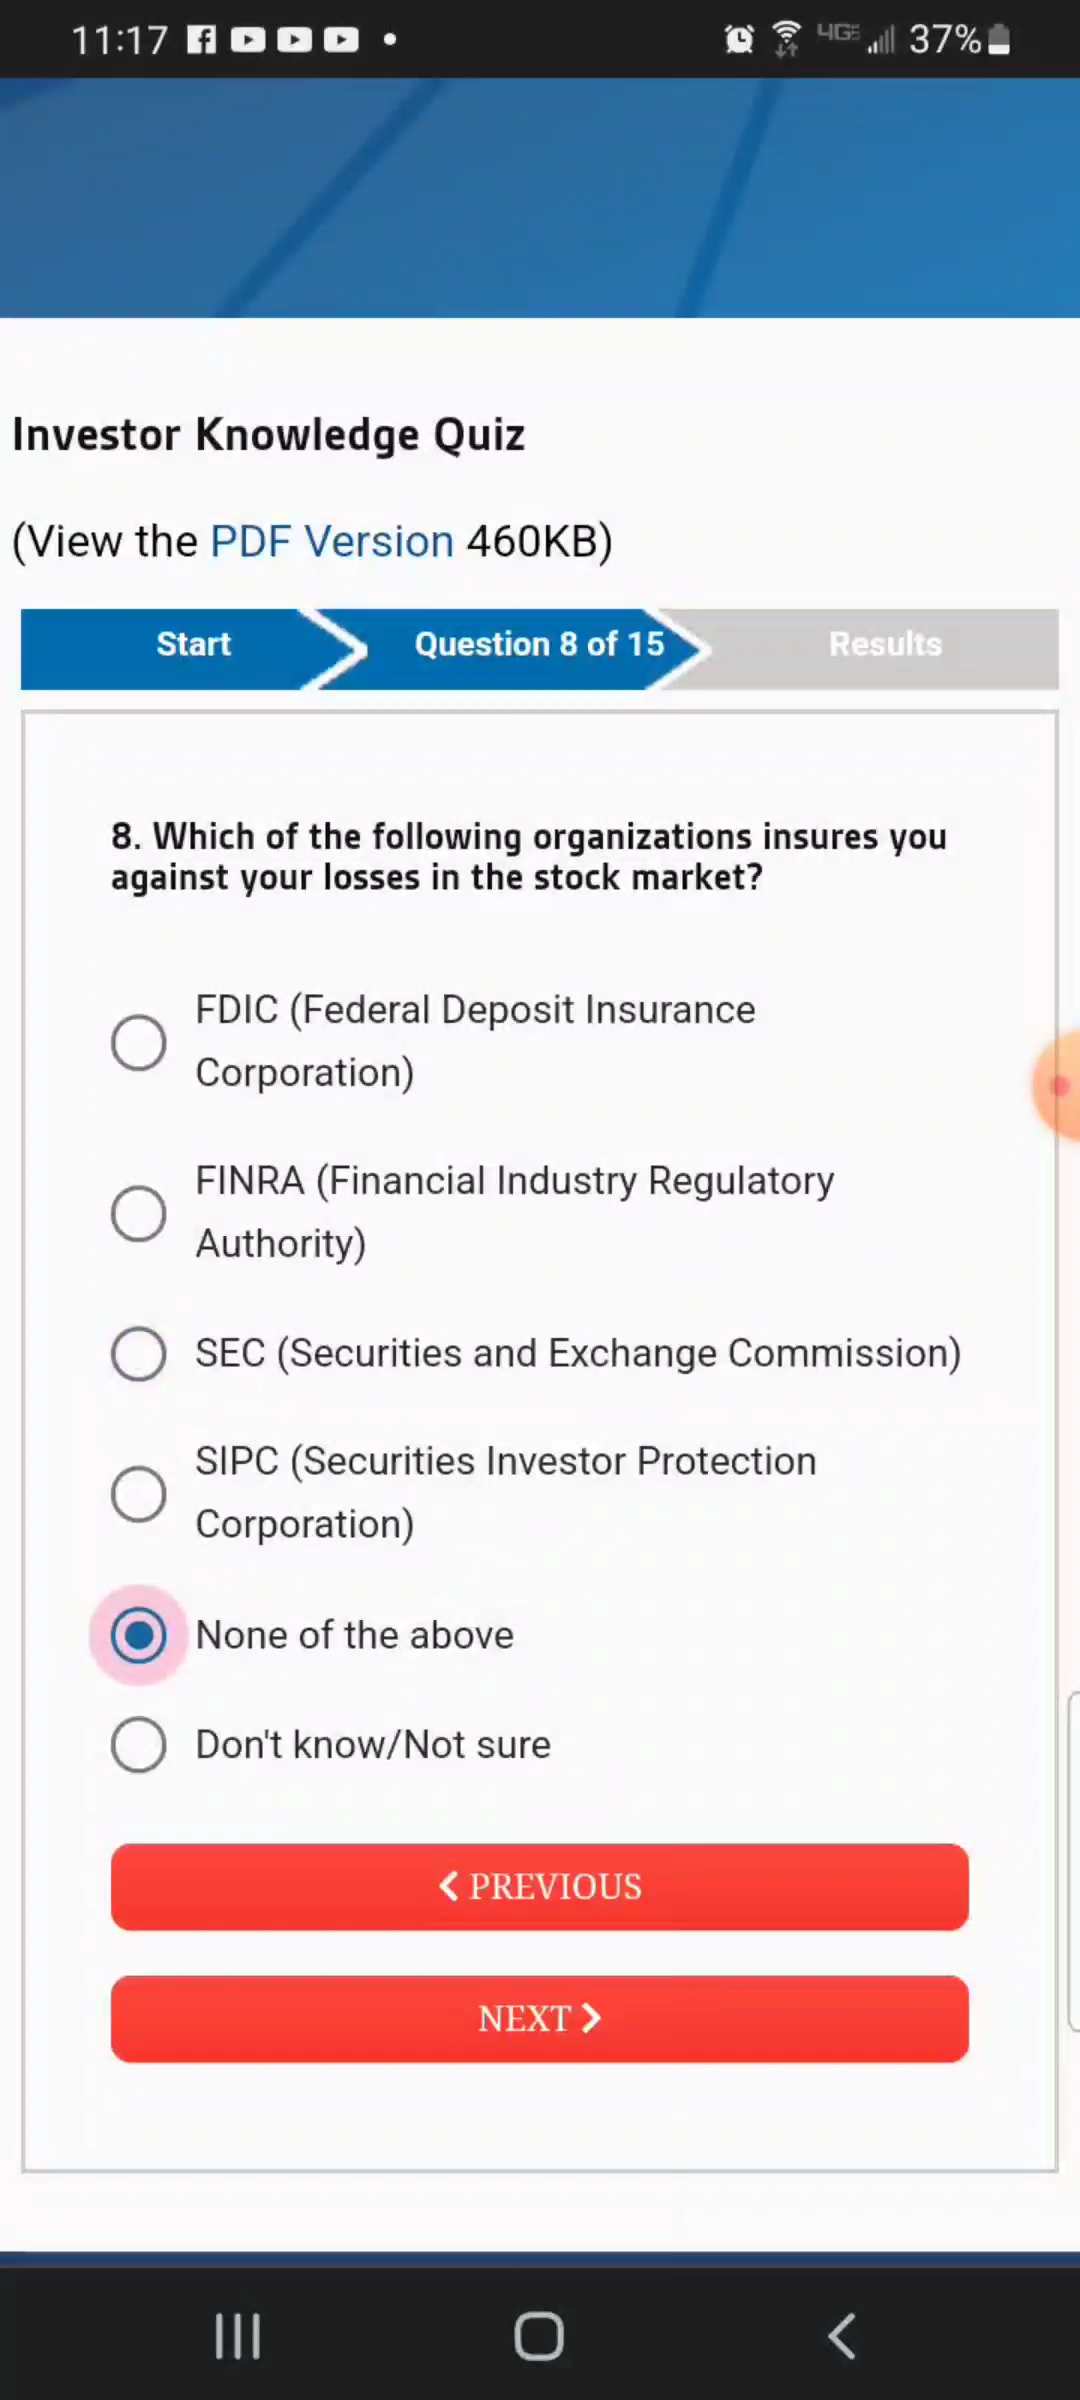 11:17
4G 37%
Investor Knowledge Quiz
(View the PDF Version 460KB)
Start
Question 8 of 15
Results
8. Which of the following organizations insures you
against your losses in the stock market?
FDIC (Federal Deposit Insurance
Corporation)
FINRA (Financial Industry Regulatory
Authority)
SEC (Securities and Exchange Commission)
SIPC (Securities Investor Protection
Corporation)
None of the above
Don't know/Not sure
PREVIOUS
NEXT